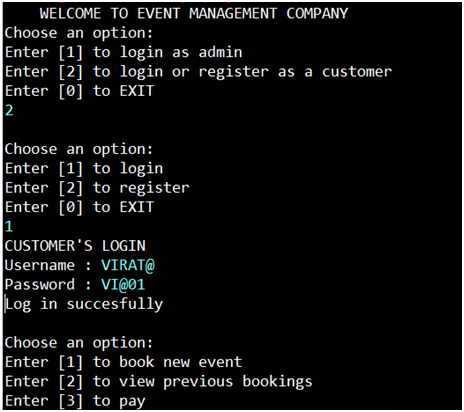 WELCOME TO EVENT MANAGEMENT COMPANY
Choose an option:
Enter [1] to login as admin
Enter [2] to login or register as a customer
Enter [0] to EXIT
2
Choose an option:
Enter [1] to login
Enter [2] to register
Enter [0] to EXIT
1
CUSTOMER'S LOGIN
Username : VIRAT@
Password : VI@01
Log in succesfully
Choose an option:
Enter [1] to book new event
Enter [2] to view previous bookings
Enter [3] to pay